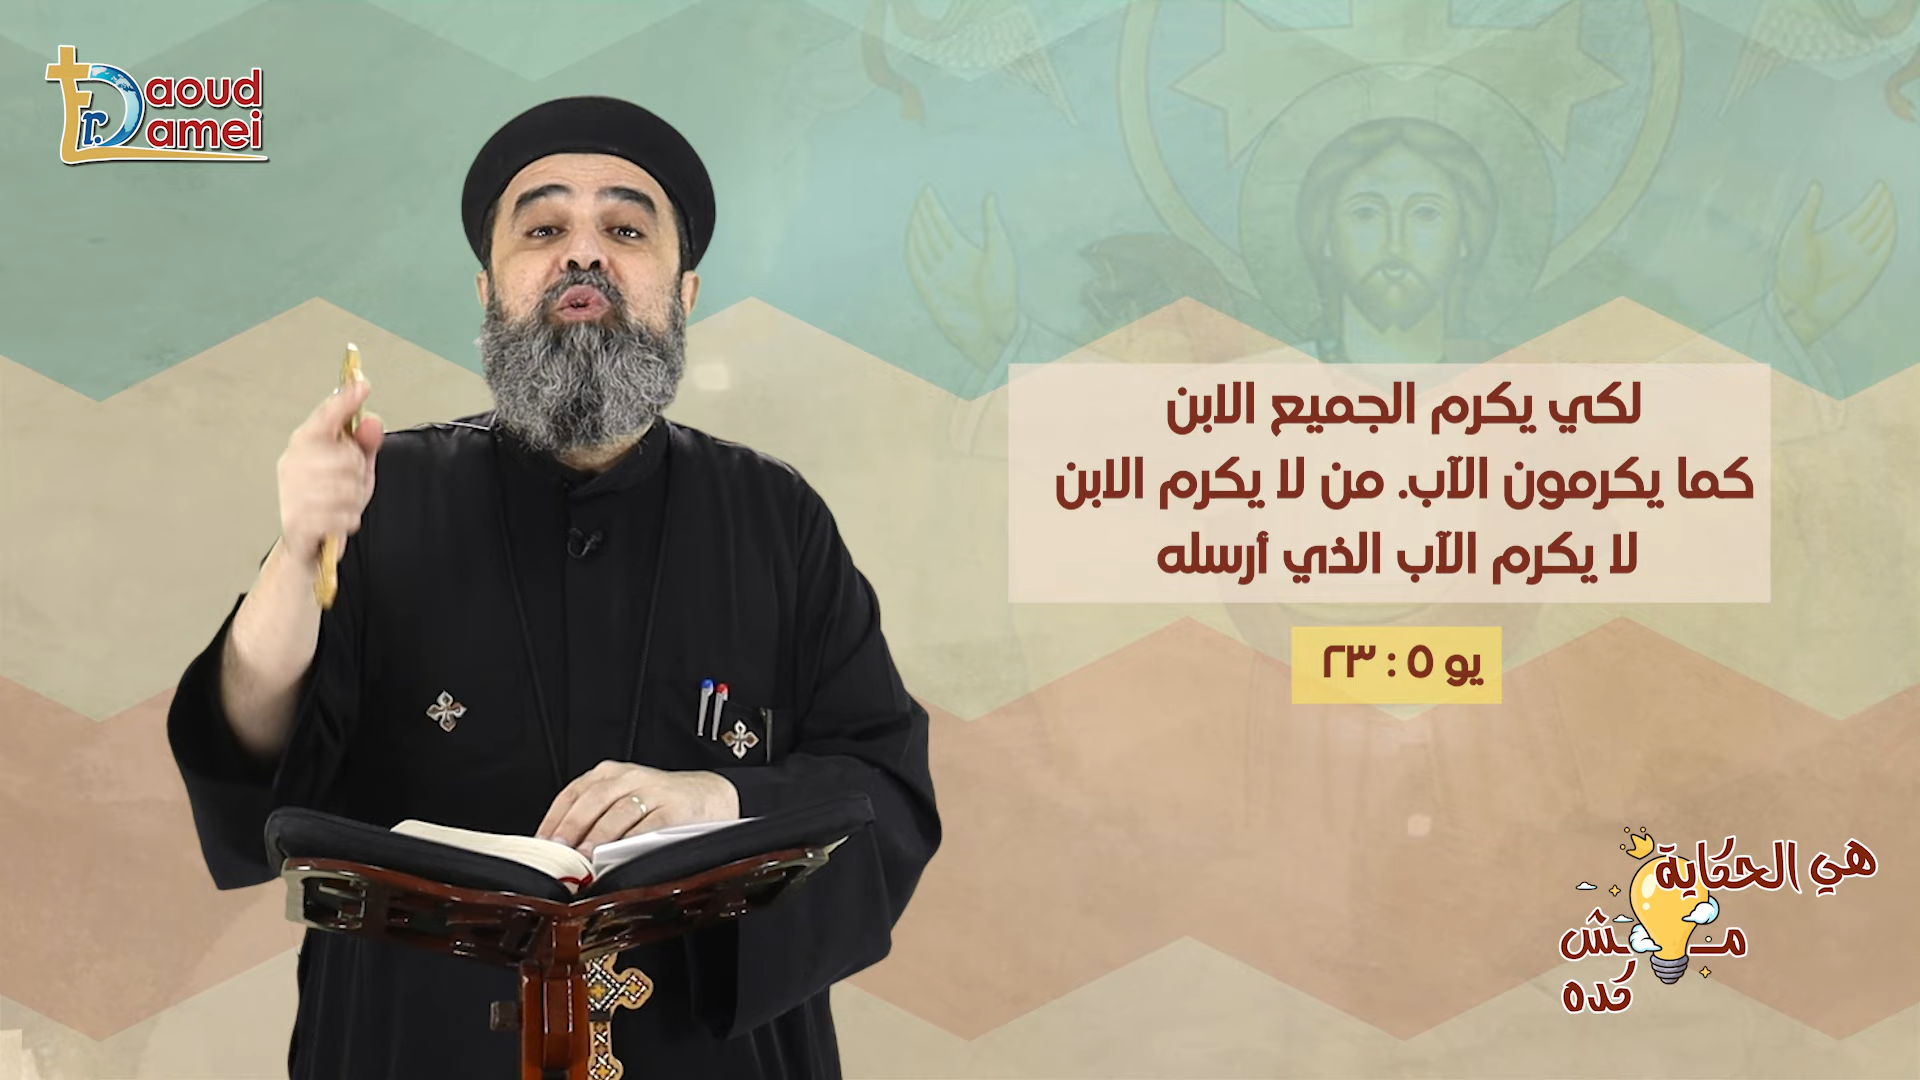 Fr. Daoud
Lamei
لكي يكرم الجميع الابن
كما يكرمون الآب. من لا يكرم الابن
لا يكرم الآب الذي أرسله
يو ٥ : ٢٣
هي الحكاية
مش
كده